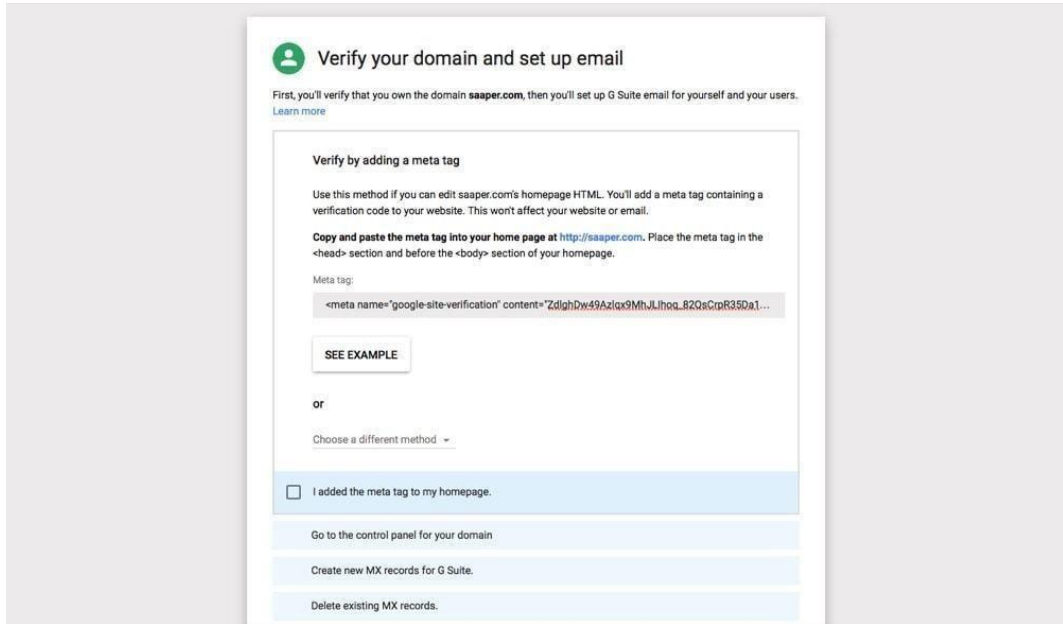 Verify your domain and set up email
First, you'll verify that you own the domain saaper.com, then you'll set up G Suite email for yourself and your users.
Learn more
Verify by adding a meta tag
Use this method if you can edit saaper.com's homepage HTML. You'll add a meta tag containing a
verification code to your website. This won't affect your website or email.
Copy and paste the meta tag into your home page at http://saaper.com. Place the meta tag in the
<head> section and before the <body> section of your homepage.
Meta tag:
<meta name="google-site-verification" content="
SEE EXAMPLE
or
Choose a different method
I added the meta tag to my homepage.
Go to the control panel for your domain
Create new MX records for G Suite.
Delete existing MX records.